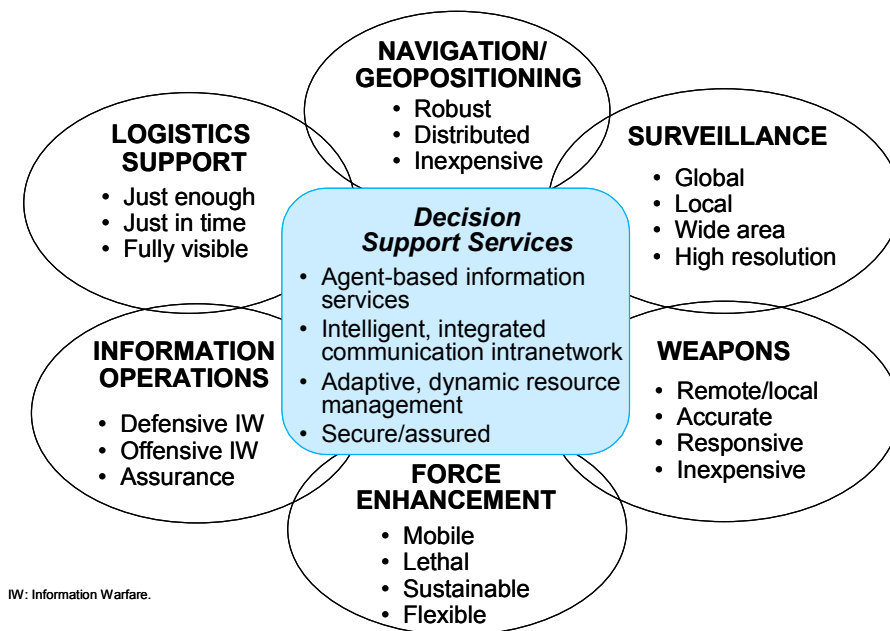 NAVIGATION/
GEOPOSITIONING
• Robust
• Distributed
• Inexpensive
LOGISTICS
SUPPORT
• Just enough
• Just in time
• Fully visible
SURVEILLANCE
• Global
• Local
• Wide area
• High resolution
Decision
Support Services
• Agent-based information
services
• Intelligent, integrated
communication intranetwork
• Adaptive, dynamic resource
management
• Secure/assured
INFORMATION
OPERATIONS
• Defensive IW
• Offensive IW
• Assurance
WEAPONS
• Remote/local
• Accurate
• Responsive
• Inexpensive
FORCE
ENHANCEMENT
• Mobile
• Lethal
• Sustainable
• Flexible
IW: Information Warfare.